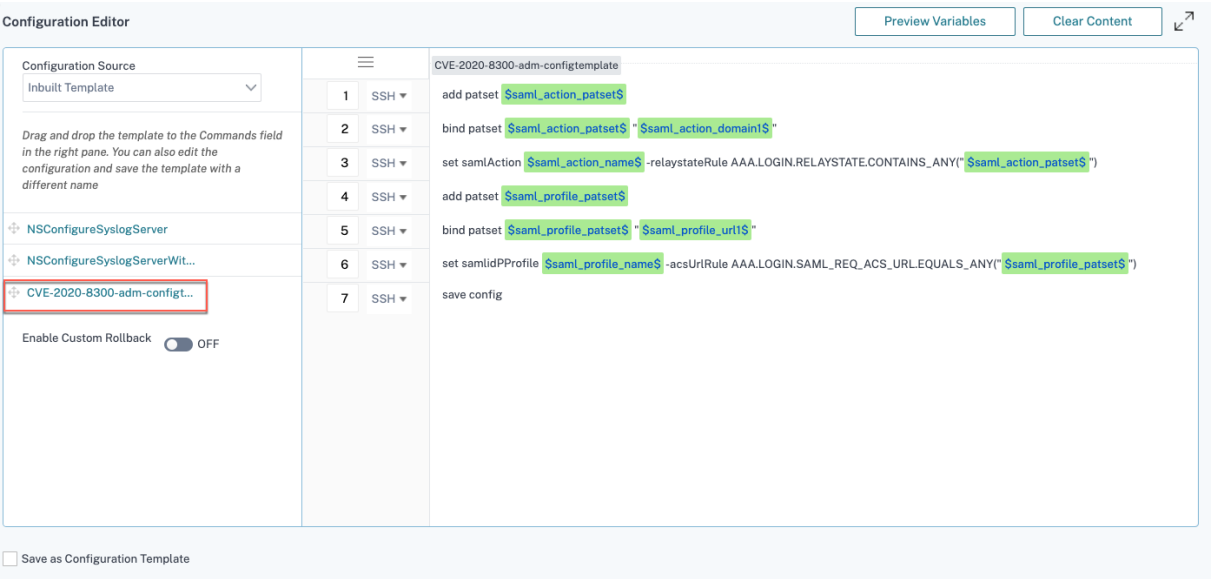 Configuration Editor
Preview Variables
Clear Content
Configuration Source
Inbuilt Template
Drag and drop the template to the Commands field
in the right pane. You can also edit the
configuration and save the template with a
different name
NSConfigureSyslogServer
NSConfigureSyslogServerWit...
CVE-2020-8300-adm-configt...
Enable Custom Rollback OFF
CVE-2020-8300-adm-configtemplate
1 SSH add patset $saml_action_patset$
2 SSH bind patset $saml_action_patset$ "$saml_action_domain1$"
3 SSH set samlAction $saml_action_name$ -relaystateRule AAA.LOGIN.RELAYSTATE.CONTAINS_ANY("$saml_action_patset$")
4 SSH add patset $saml_profile_patset$
5 SSH bind patset $saml_profile_patset$ "$saml_profile_url1$"
6 SSH set samlidPProfile $saml_profile_name$ -acsUrlRule AAA.LOGIN.SAML_REQ_ACS_URL.EQUALS_ANY("$saml_profile_patset$")
7 SSH save config
Save as Configuration Template